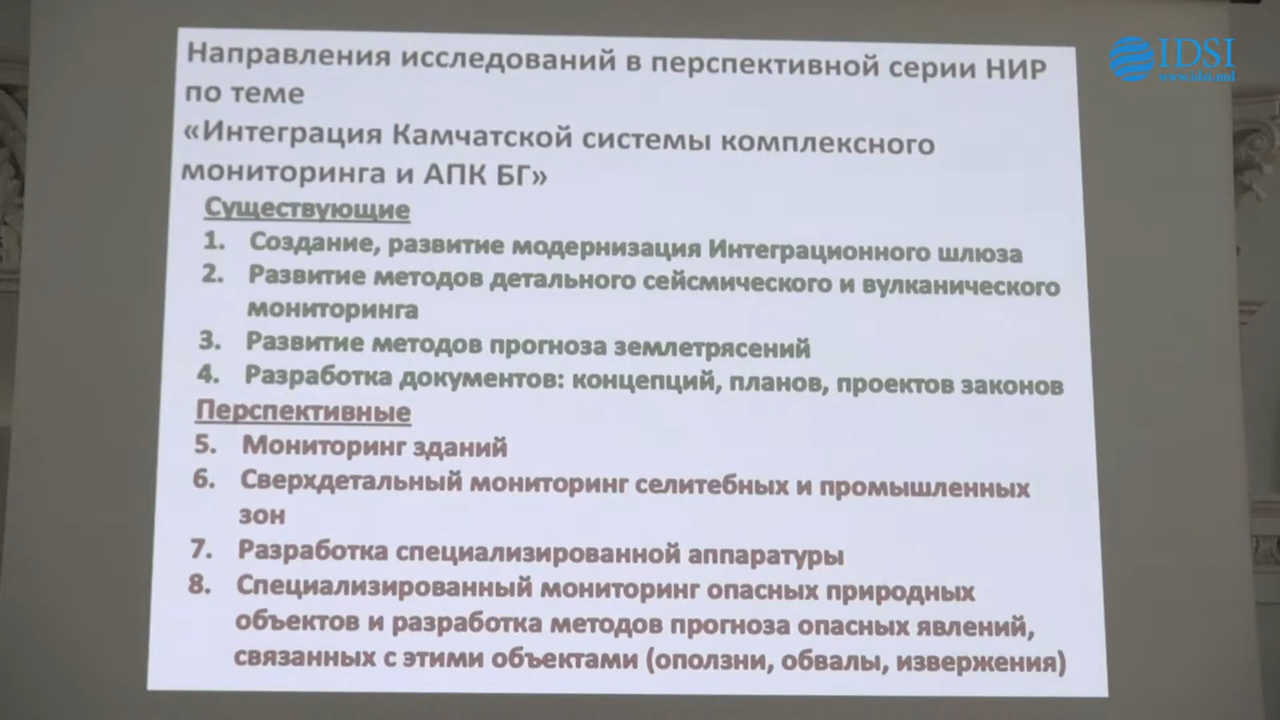 Направления исследований в перспективной серии НИР
по теме
«Интеграция Камчатской системы комплексного
мониторинга и АПК БГ»
Существующие
1. Создание, развитие модернизация Интеграционного шлюза
2. Развитие методов детального сейсмического и вулканического
мониторинга
3. Развитие методов прогноза землетрясений
4. Разработка документов: концепций, планов, проектов законов
Перспективные
5. Мониторинг зданий
6. Сверхдетальный мониторинг селитебных и промышленных
зон
7. Разработка специализированной аппаратуры
8. Специализированный мониторинг опасных природных
объектов и разработка методов прогноза опасных явлений,
связанных с этими объектами (оползни, обвалы, извержения)
IDSI
www.idsi.md